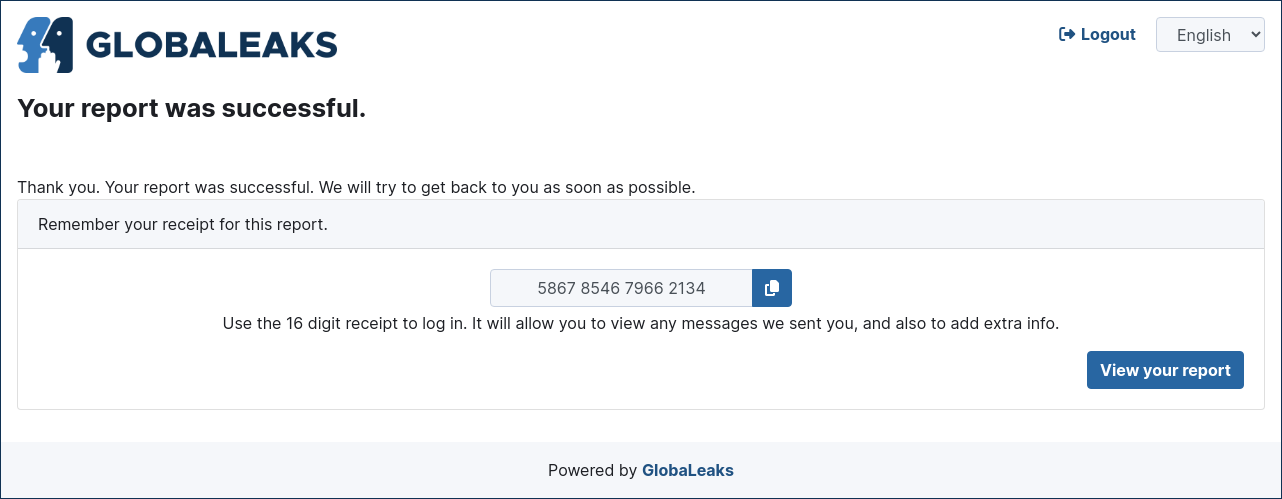 GLOBALEAKS
Logout
English
Your report was successful.
Thank you. Your report was successful. We will try to get back to you as soon as possible.
Remember your receipt for this report.
5867 8546 7966 2134
Use the 16 digit receipt to log in. It will allow you to view any messages we sent you, and also to add extra info.
View your report
Powered by GlobaLeaks